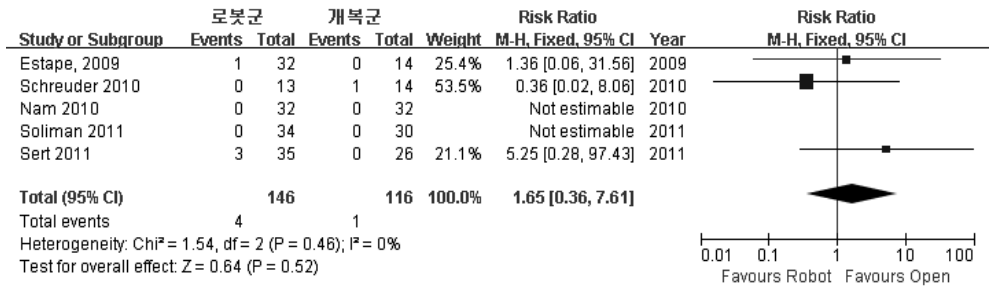 로봇군 개복군 Risk Ratio Risk Ratio
Study or Subgroup Events Total Events Total Weight M-H, Fixed, 95% CI Year M-H, Fixed, 95% CI
Estape, 2009 1 32 0 14 25.4% 1.36 [0.06, 31.56] 2009
Schreuder 2010 0 13 1 14 53.5% 0.36 [0.02, 8.06] 2010
Nam 2010 0 32 0 32 Not estimable 2010
Soliman 2011 0 34 0 30 Not estimable 2011
Sert 2011 3 35 0 26 21.1% 5.25 [0.28, 97.43] 2011
Total (95% CI) 146 116 100.0% 1.65 [0.36, 7.61]
Total events 4 1
Heterogeneity: Chi² = 1.54, df = 2 (P = 0.46); I² = 0%
Test for overall effect: Z = 0.64 (P = 0.52)
0.01 0.1 1 10 100
Favours Robot Favours Open